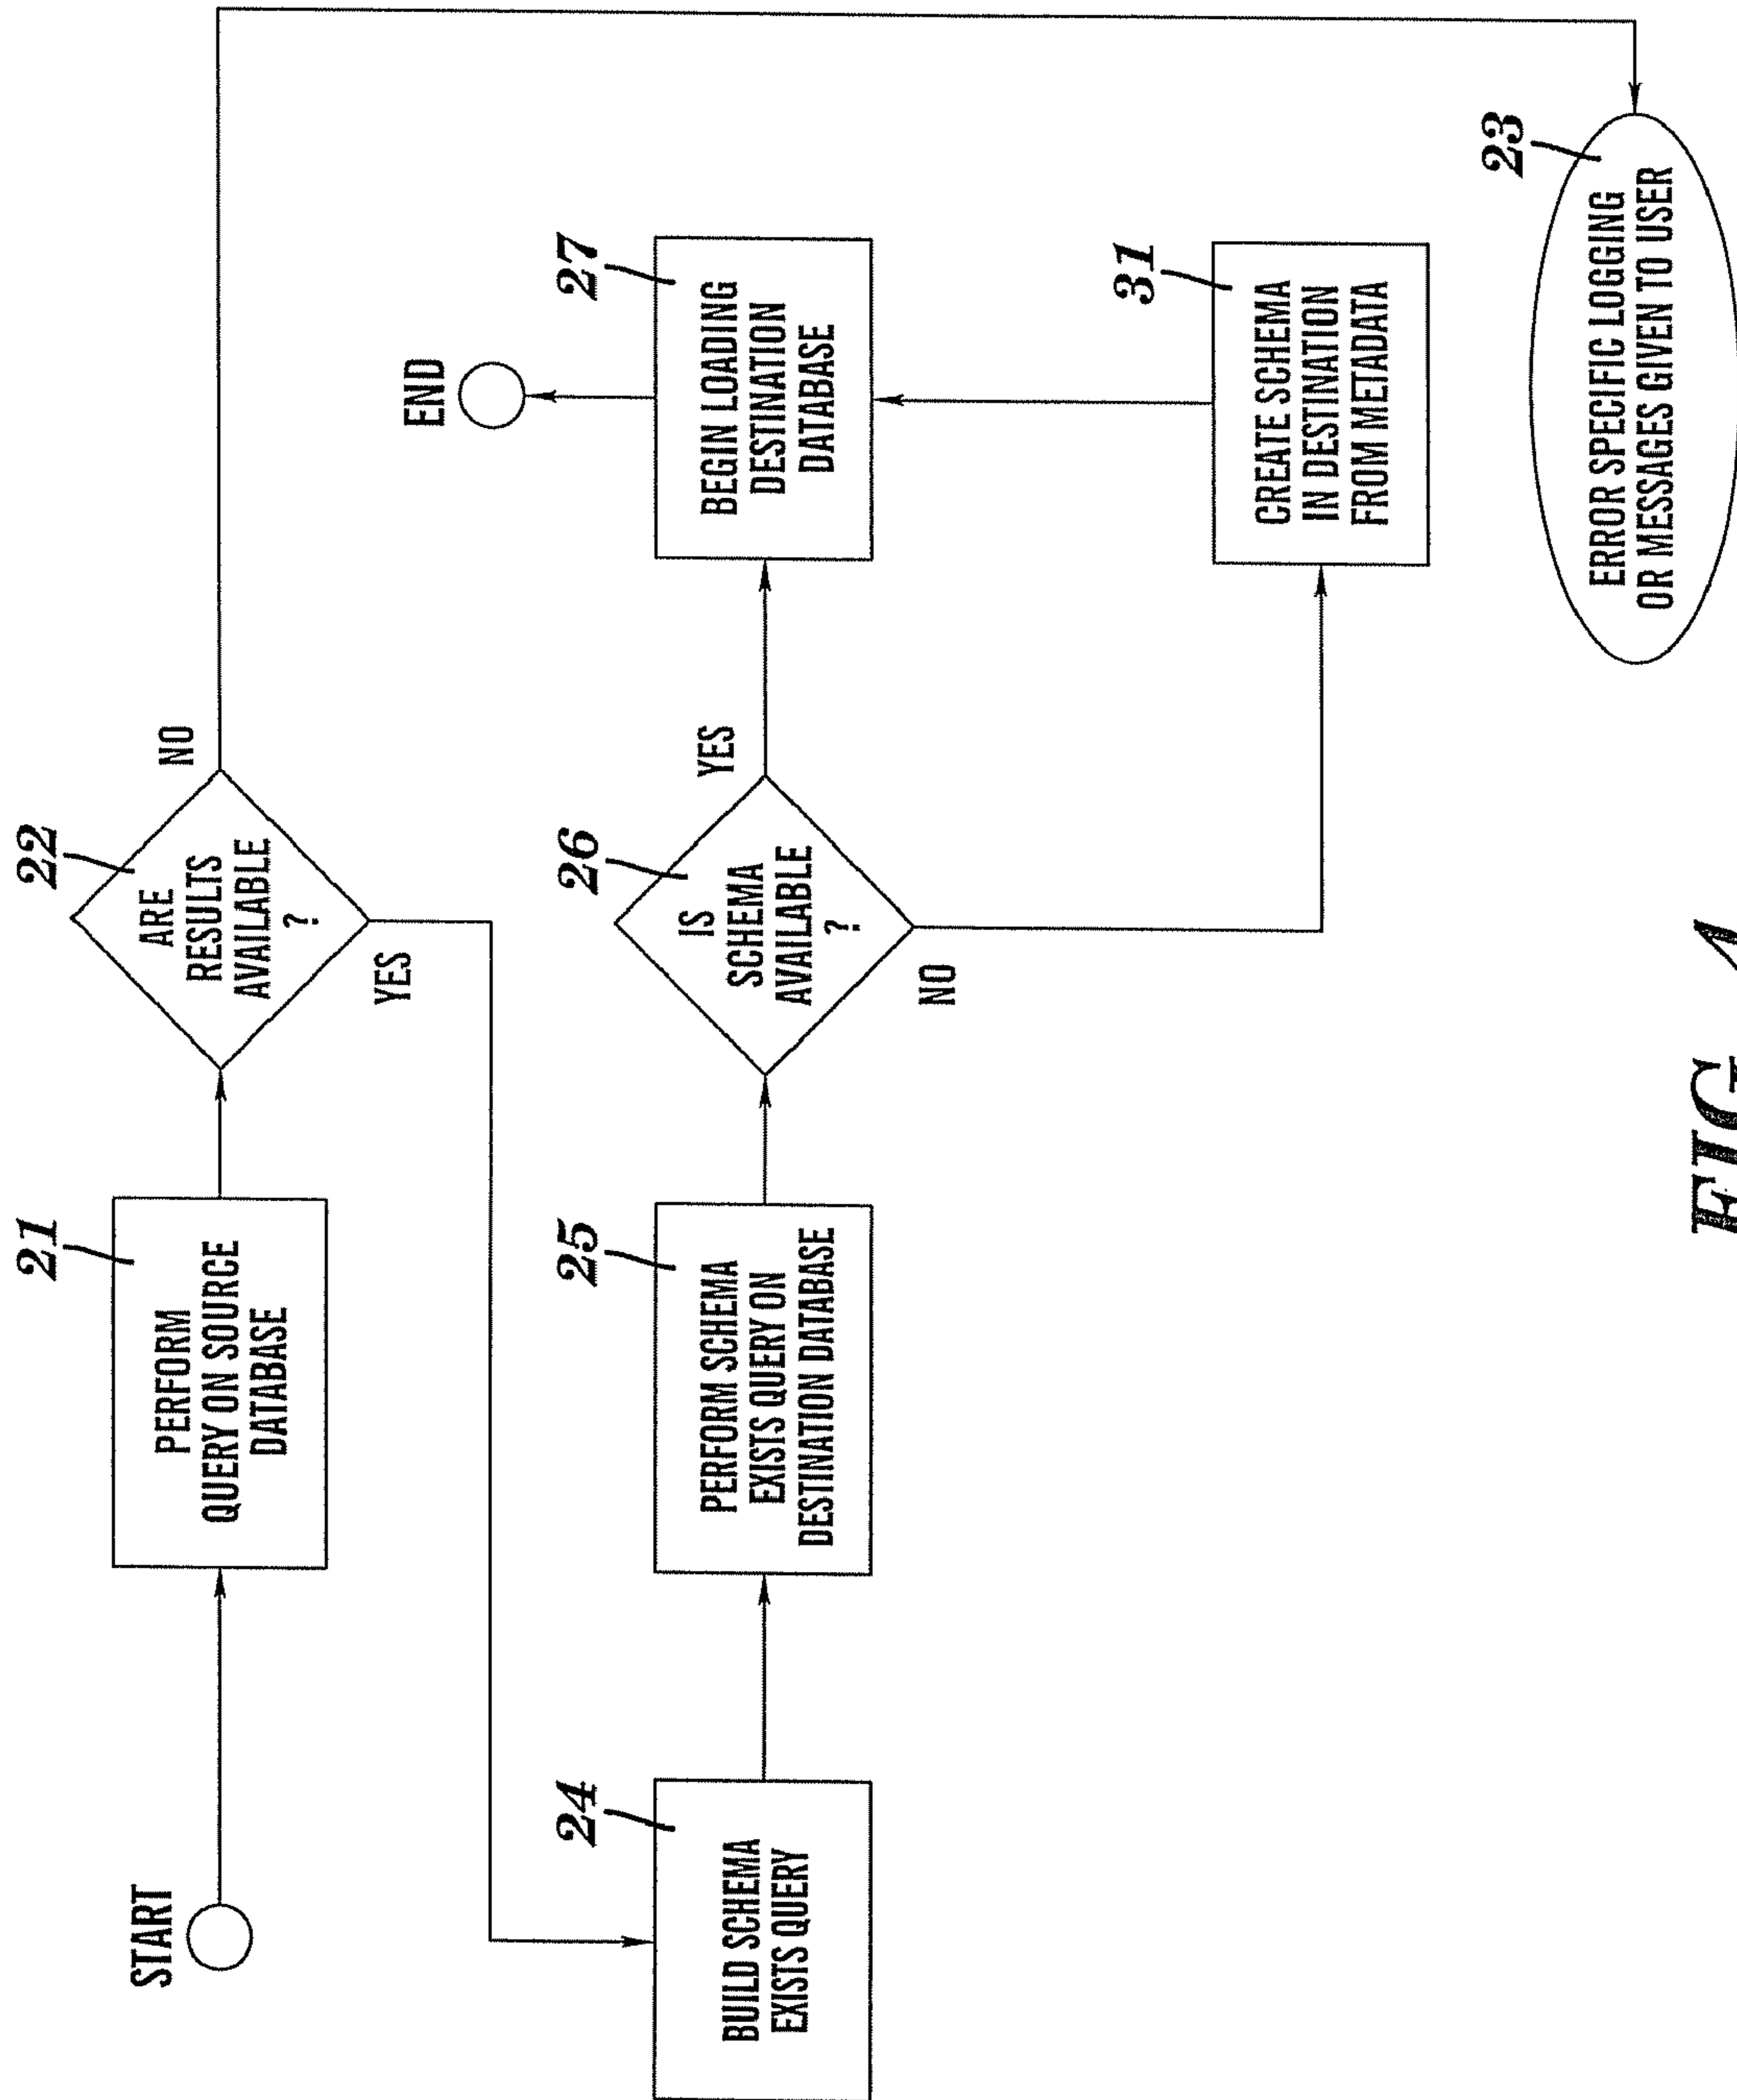 START
21
PERFORM
QUERY ON SOURCE
DATABASE
22
ARE
RESULTS
AVAILABLE
?
NO
YES
24
BUILD SCHEMA
EXISTS QUERY
25
PERFORM SCHEMA
EXISTS QUERY ON
DESTINATION DATABASE
26
IS
SCHEMA
AVAILABLE
?
YES
NO
27
BEGIN LOADING
DESTINATION
DATABASE
END
31
CREATE SCHEMA
IN DESTINATION
FROM METADATA
23
ERROR SPECIFIC LOGGING
OR MESSAGES GIVEN TO USER
FIG. 4